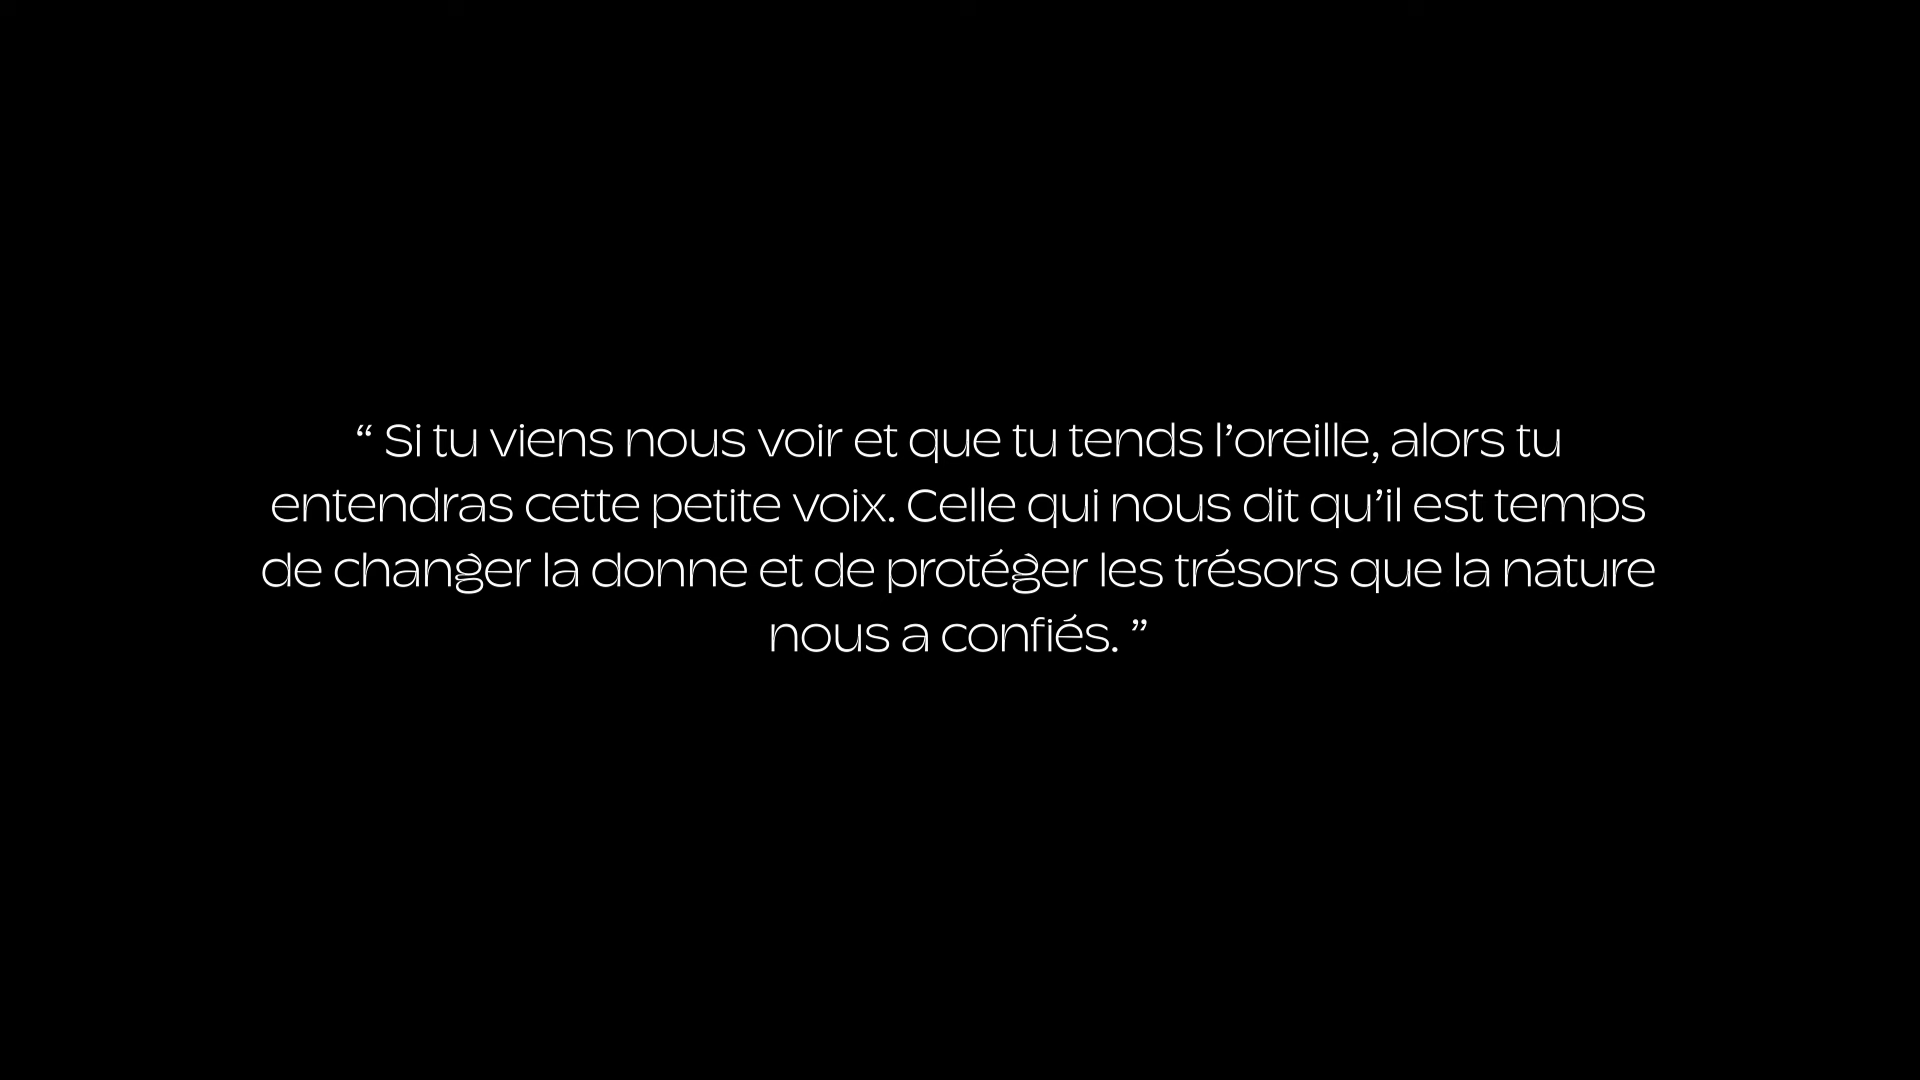 “ Si tu viens nous voir et que tu tends l’oreille, alors tu
entendras cette petite voix. Celle qui nous dit qu’il est temps
de changer la donne et de protéger les trésors que la nature
nous a confiés. ”